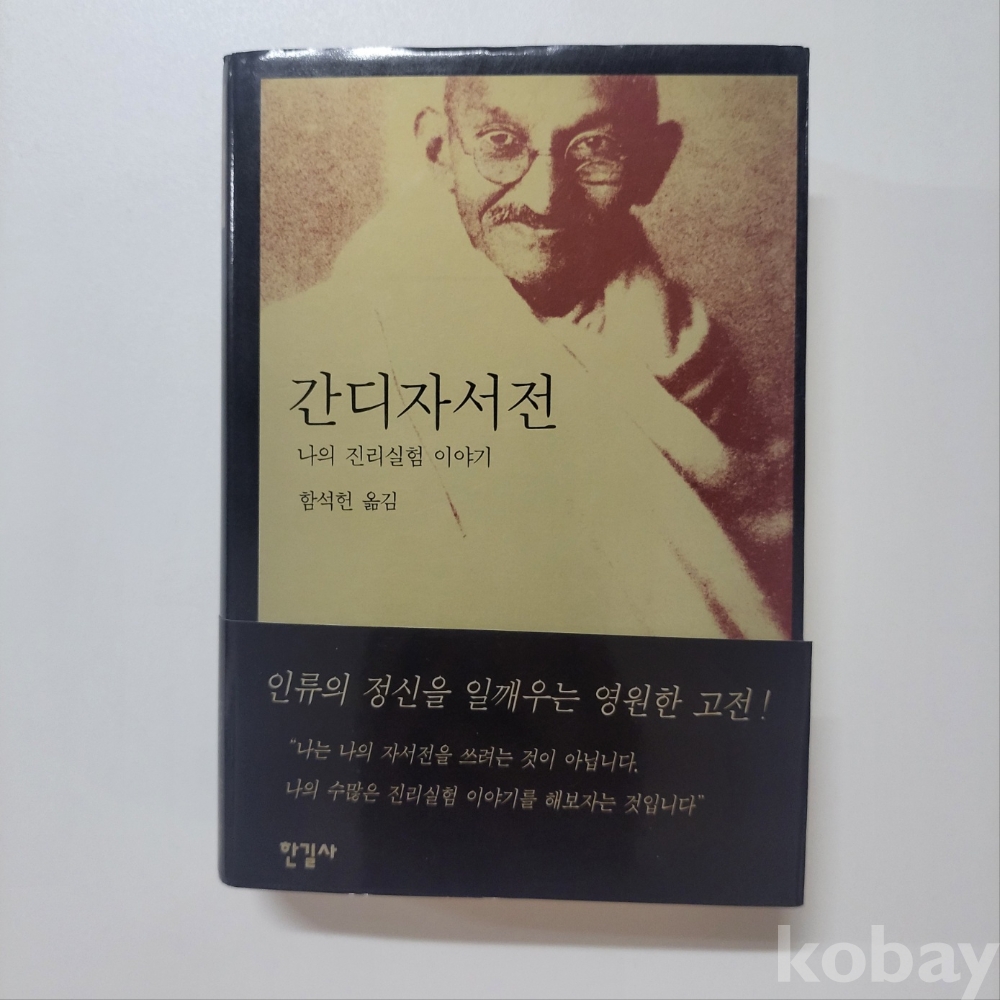 간디자서전
나의 진리실험 이야기
함석헌 옮김
인류의 정신을 일깨우는 영원한 고전!
"나는 나의 자서전을 쓰려는 것이 아닙니다.
나의 수많은 진리실험 이야기를 해보자는 것입니다"
한길사
kobay